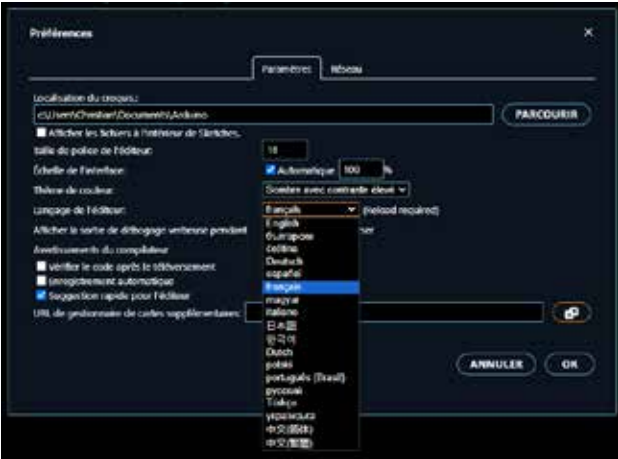 Préférences
Paramètres Réseau
Localisation du croquis.:
c:\Users\Christian\Documents\Arduino PARCOURIR
Afficher les fichiers à l'intérieur de Sketches.
Taille de police de l'éditeur:
Échelle de l'interface: Automatique 100 %
Thème de couleur: Sombre avec contraste élevé
Langage de l'éditeur: français (Reload required)
Afficher la sortie de débogage verbeuse pendant
Avertissements du compilateur
Vérifier le code après le téléversement
Enregistrement automatique
Suggestion rapide pour l'éditeur
URL de gestionnaire de cartes supplémentaires:
English
български
čeština
Deutsch
español
français
magyar
italiano
日本語
한국어
Dutch
polski
português (Brasil)
русский
Türkçe
українська
中文(简体)
中文(繁體)
ANNULER OK